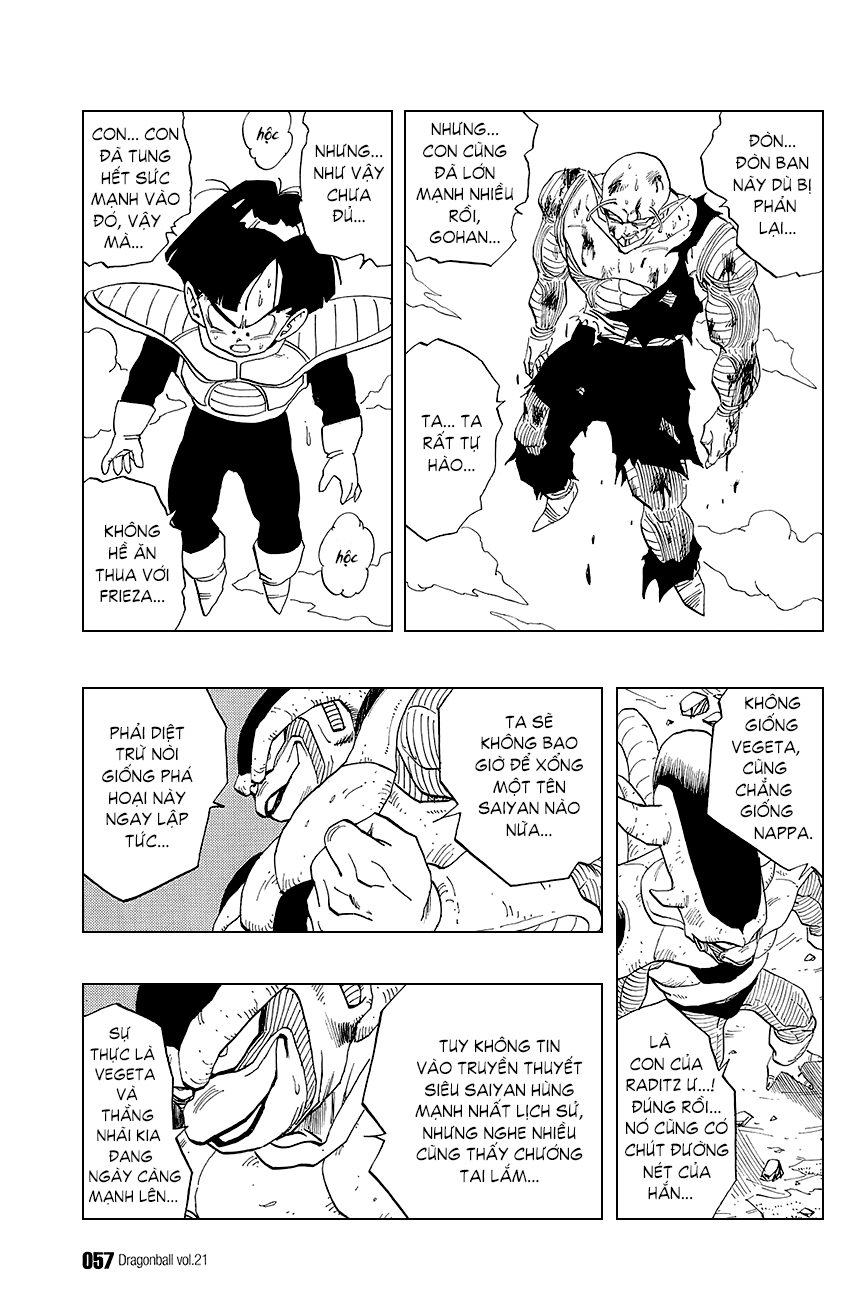 ĐÒN...
ĐÒN BAN
NÀY DÙ BỊ
PHẢN
LẠI...
NHƯNG...
CON CŨNG
ĐÃ LỚN
MẠNH NHIỀU
RỒI,
GOHAN...
TA... TA
RẤT TỰ
HÀO...
hộc
NHƯNG...
NHƯ VẬY
CHƯA
ĐỦ...
CON... CON
ĐÃ TUNG
HẾT SỨC
MẠNH VÀO
ĐÓ, VẬY
MÀ...
hộc
KHÔNG
HỀ ĂN
THUA VỚI
FRIEZA...
KHÔNG
GIỐNG
VEGETA,
CŨNG
CHẲNG
GIỐNG
NAPPA.
LÀ
CON CỦA
RADITZ Ư...!
ĐÚNG RỒI...
NÓ CŨNG CÓ
CHÚT ĐƯỜNG
NÉT CỦA
HẮN...
TA SẼ
KHÔNG BAO
GIỜ ĐỂ XỔNG
MỘT TÊN
SAIYAN NÀO
NỮA...
PHẢI DIỆT
TRỪ NÒI
GIỐNG PHÁ
HOẠI NÀY
NGAY LẬP
TỨC...
TUY KHÔNG TIN
VÀO TRUYỀN THUYẾT
SIÊU SAIYAN HÙNG
MẠNH NHẤT LỊCH SỬ,
NHƯNG NGHE NHIỀU
CŨNG THẤY CHƯỚNG
TAI LẮM...
SỰ
THỰC LÀ
VEGETA
VÀ
THẰNG
NHÃI KIA
ĐANG
NGÀY CÀNG
MẠNH LÊN...
057 Dragonball vol.21